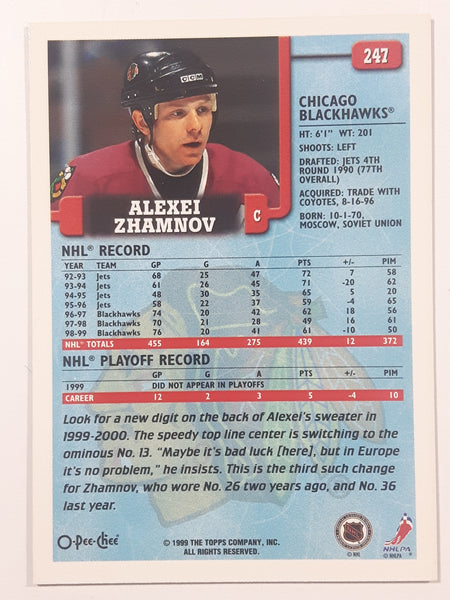 247
CCM
CHICAGO
BLACKHAWKS®
HT: 6'1" WT: 201
SHOOTS: LEFT
DRAFTED: JETS 4TH
ROUND 1990 (77TH
OVERALL)
ACQUIRED: TRADE WITH
COYOTES, 8-16-96
BORN: 10-1-70,
MOSCOW, SOVIET UNION
ALEXEI
ZHAMNOV
C
NHL® RECORD
YEAR TEAM GP G A PTS +/- PIM
92-93 Jets 68 25 47 72 7 58
93-94 Jets 61 26 45 71 -20 62
94-95 Jets 48 30 35 65 5 20
95-96 Jets 58 22 37 59 -4 65
96-97 Blackhawks 74 20 42 62 18 56
97-98 Blackhawks 70 21 28 49 16 61
98-99 Blackhawks 76 20 41 61 -10 50
NHL® TOTALS 455 164 275 439 12 372
NHL® PLAYOFF RECORD
GP G A PTS +/- PIM
1999 DID NOT APPEAR IN PLAYOFFS
CAREER 12 2 3 5 -4 10
Look for a new digit on the back of Alexei's sweater in
1999-2000. The speedy top line center is switching to the
ominous No. 13. "Maybe it's bad luck [here], but in Europe
it's no problem," he insists. This is the third such change
for Zhamnov, who wore No. 26 two years ago, and No. 36
last year.
O-Pee-Chee®
© 1999 THE TOPPS COMPANY, INC.
ALL RIGHTS RESERVED.
NHL
© NHL
NHLPA
© NHLPA